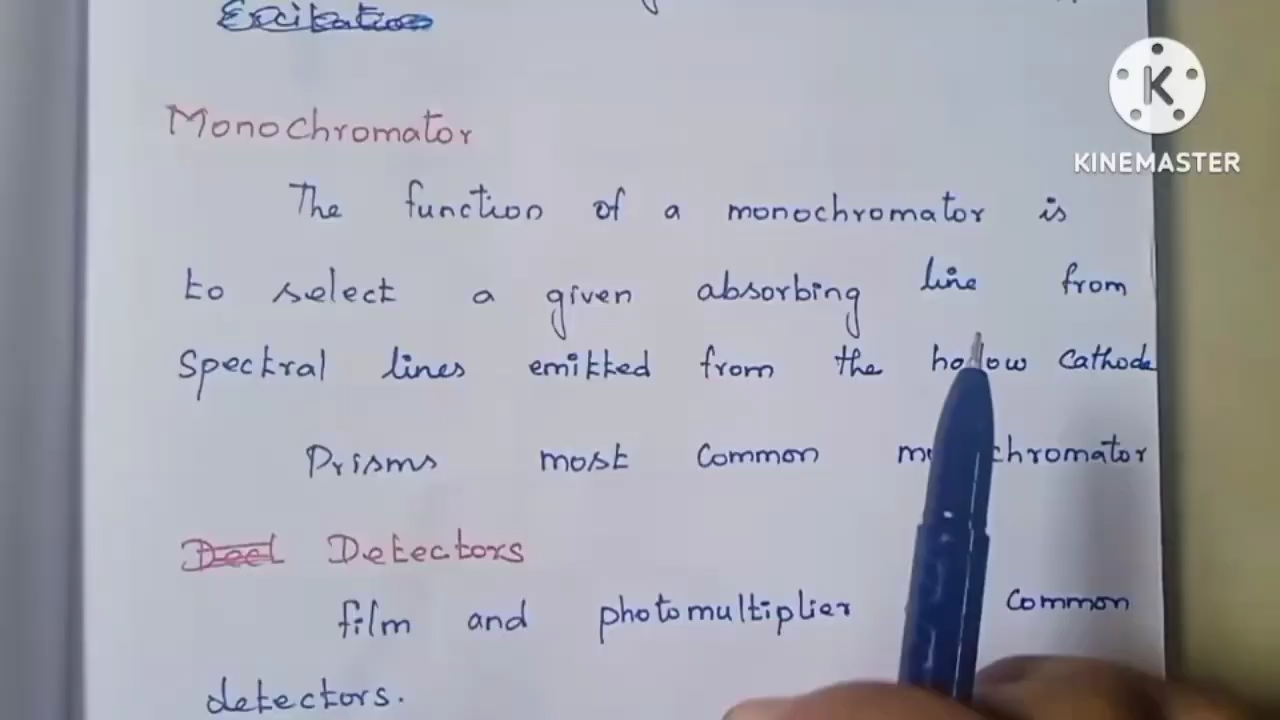 Excitation
Monochromator
The function of a monochromator is
to select a given absorbing line from
Spectral lines emitted from the hollow Cathode
Prisms most Common monochromator
Detectors
film and photomultiplier Common
detectors.
K
KINEMASTER